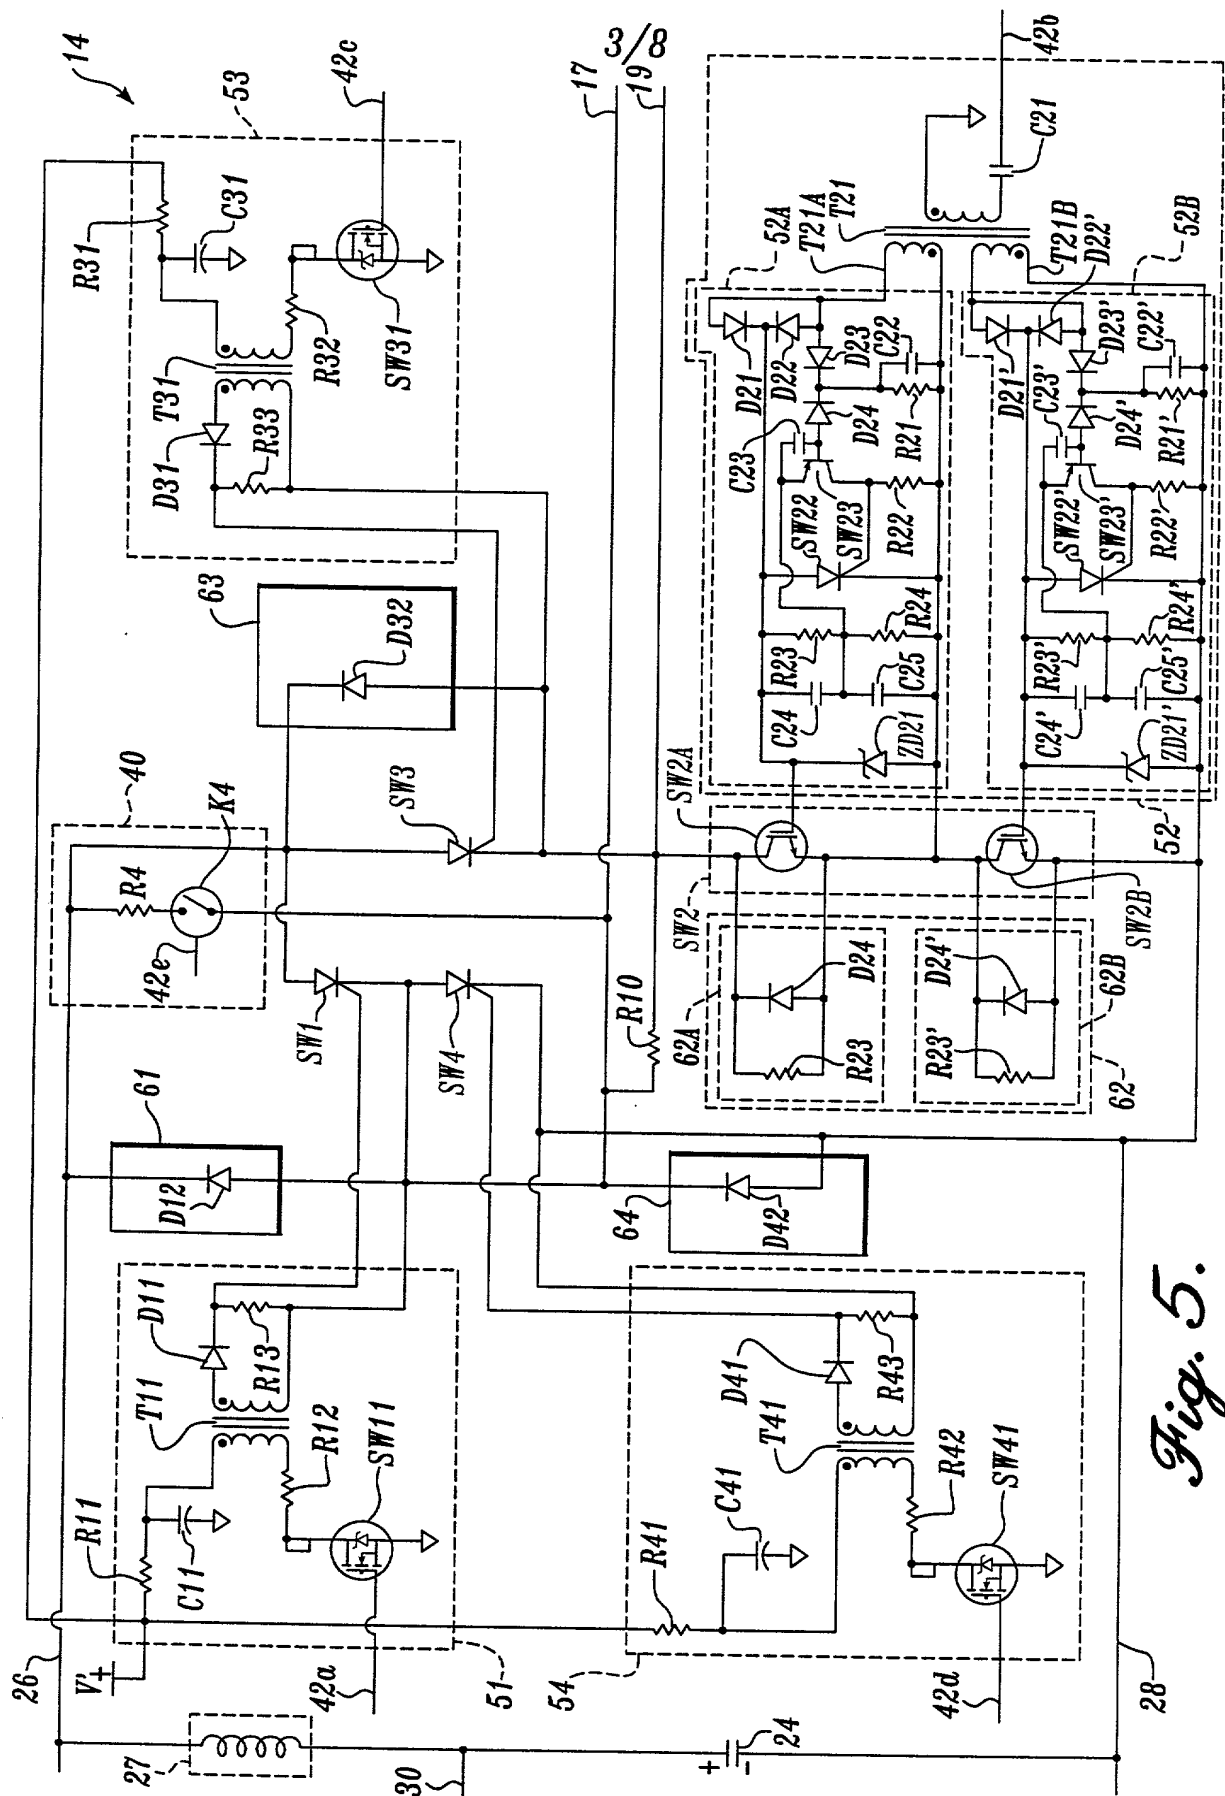 3/8
14
53
42c
R31
C31
T31
D31
R33
R32
SW31
63
D32
40
K4
R4
42e
SW3
SW1
SW4
17
19
R10
61
D12
64
D42
D11
T11
R13
R12
SW11
R11
C11
26
V'
+
42a
51
27
30
24
+
-
54
R41
C41
T41
D41
R43
R42
SW41
42d
28
42b
C21
T21
T21A
52A
T21B
D22'
52B
D21
D22
D23
C22
C23
D24
R21
SW22
SW23
R22
R23
R24
C24
C25
ZD21
D21'
D23'
C22'
C23'
D24'
R21'
SW22'
SW23'
R22'
R23'
R24'
C24'
C25'
ZD21'
52
SW2A
SW2
SW2B
62A
D24
R23
D24'
R23'
62B
62
Fig. 5.